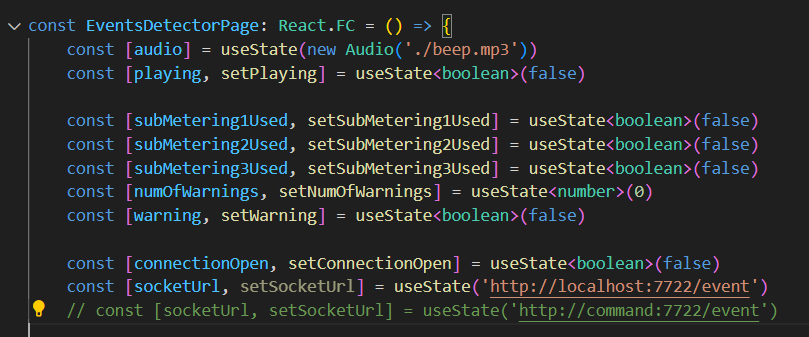 const EventsDetectorPage: React.FC = () => {
const [audio] = useState(new Audio('./beep.mp3'))
const [playing, setPlaying] = useState<boolean>(false)
const [subMetering1Used, setSubMetering1Used] = useState<boolean>(false)
const [subMetering2Used, setSubMetering2Used] = useState<boolean>(false)
const [subMetering3Used, setSubMetering3Used] = useState<boolean>(false)
const [numOfWarnings, setNumOfWarnings] = useState<number>(0)
const [warning, setWarning] = useState<boolean>(false)
const [connectionOpen, setConnectionOpen] = useState<boolean>(false)
const [socketUrl, setSocketUrl] = useState('http://localhost:7722/event')
// const [socketUrl, setSocketUrl] = useState('http://command:7722/event')